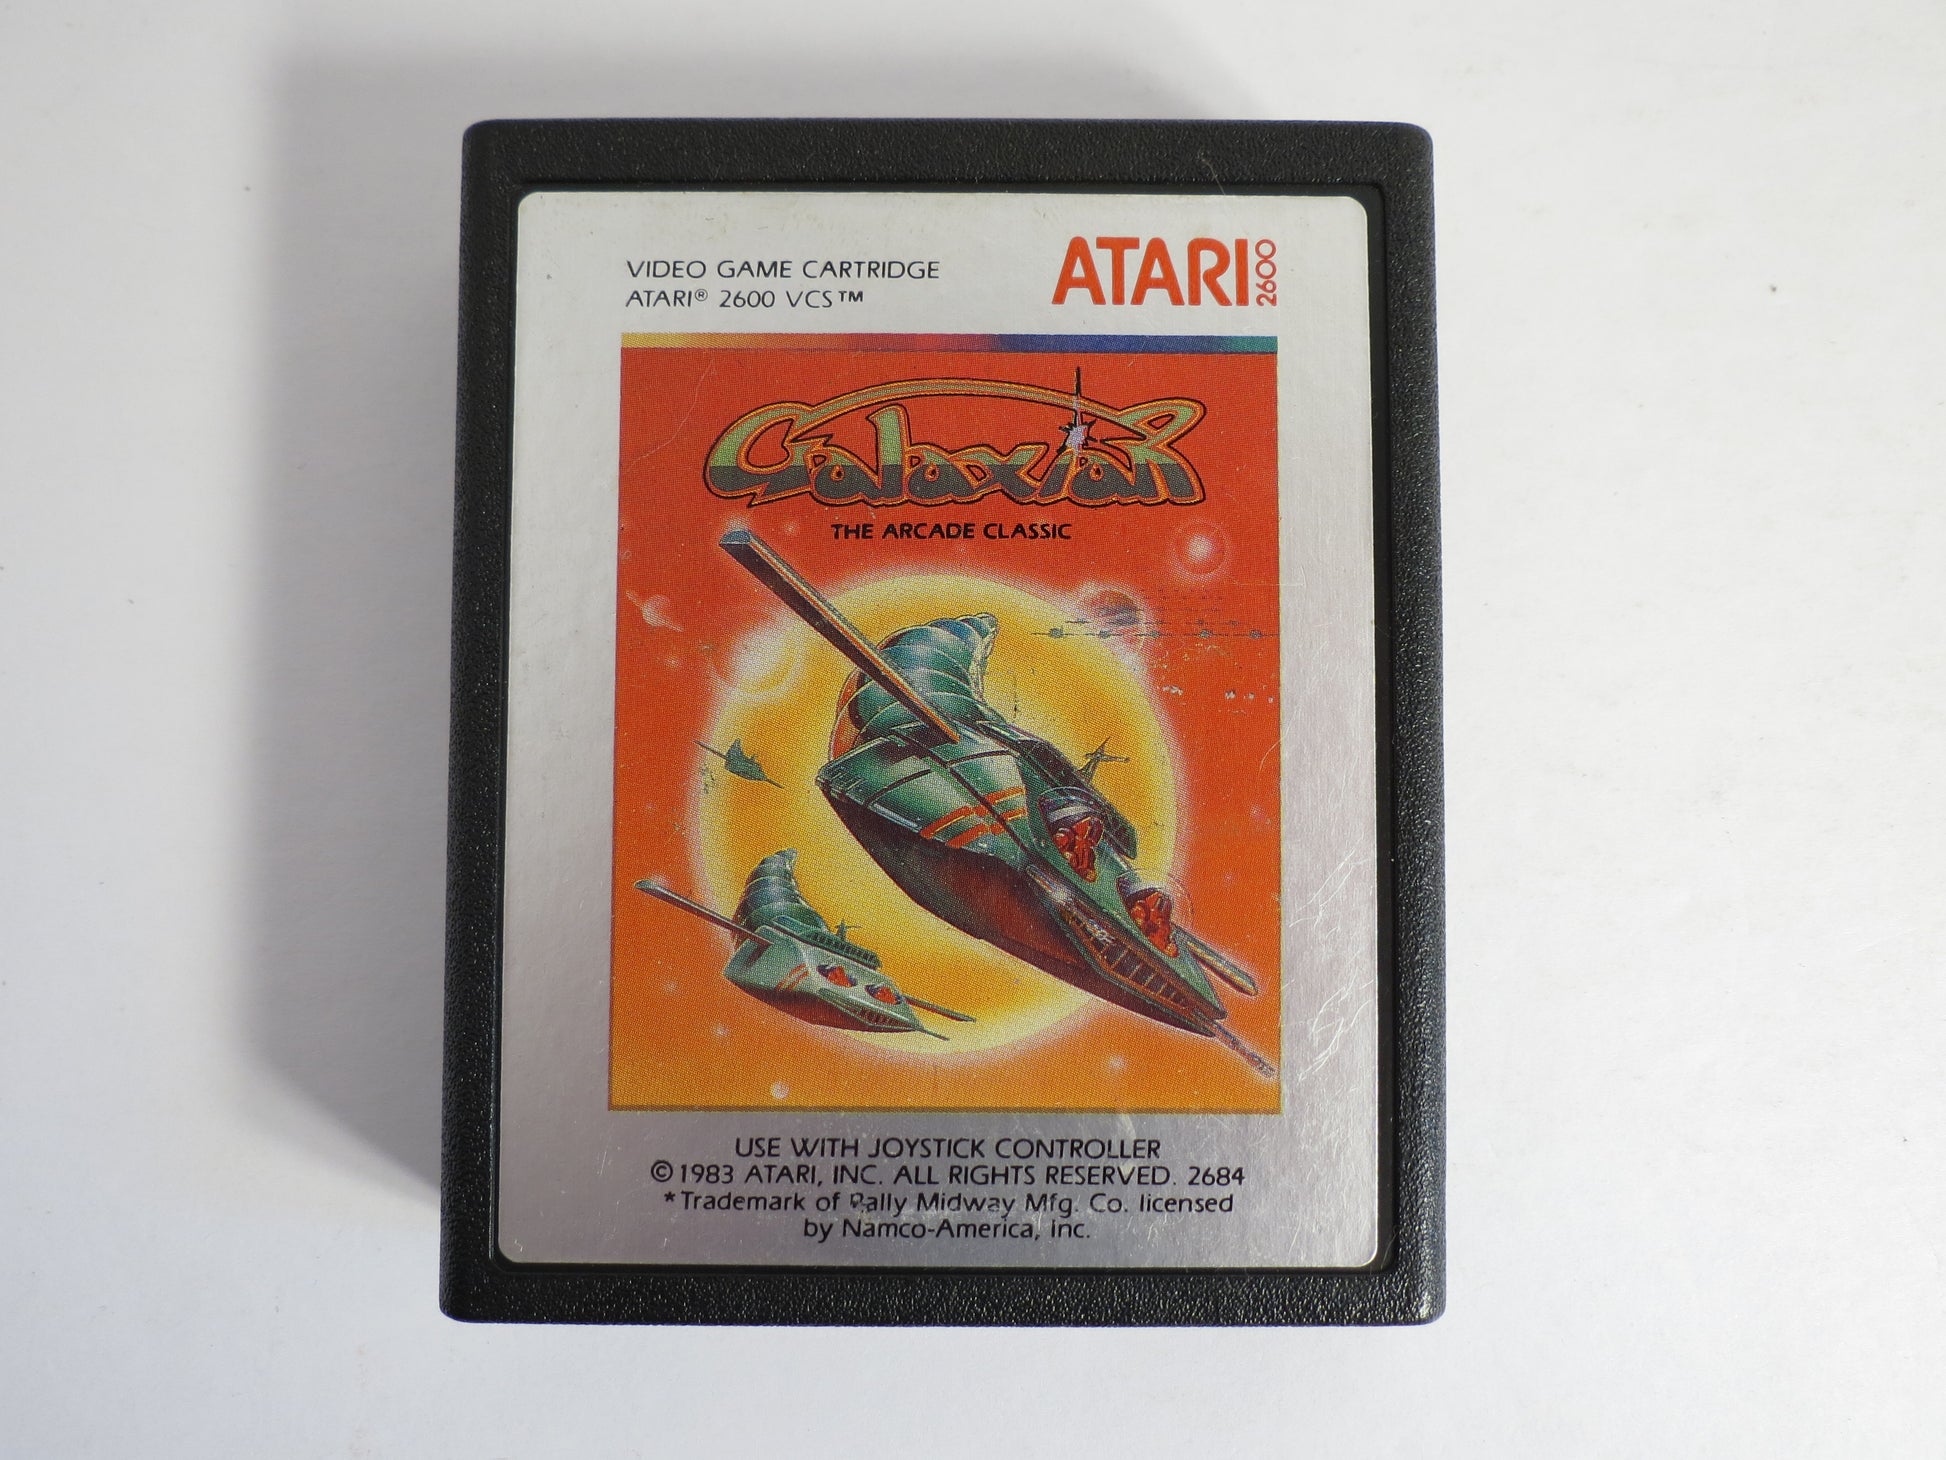 VIDEO GAME CARTRIDGE
ATARI® 2600 VCS™
ATARI 2600
Galaxian
THE ARCADE CLASSIC
USE WITH JOYSTICK CONTROLLER
©1983 ATARI, INC. ALL RIGHTS RESERVED. 2684
*Trademark of Bally Midway Mfg. Co. licensed
by Namco-America, Inc.